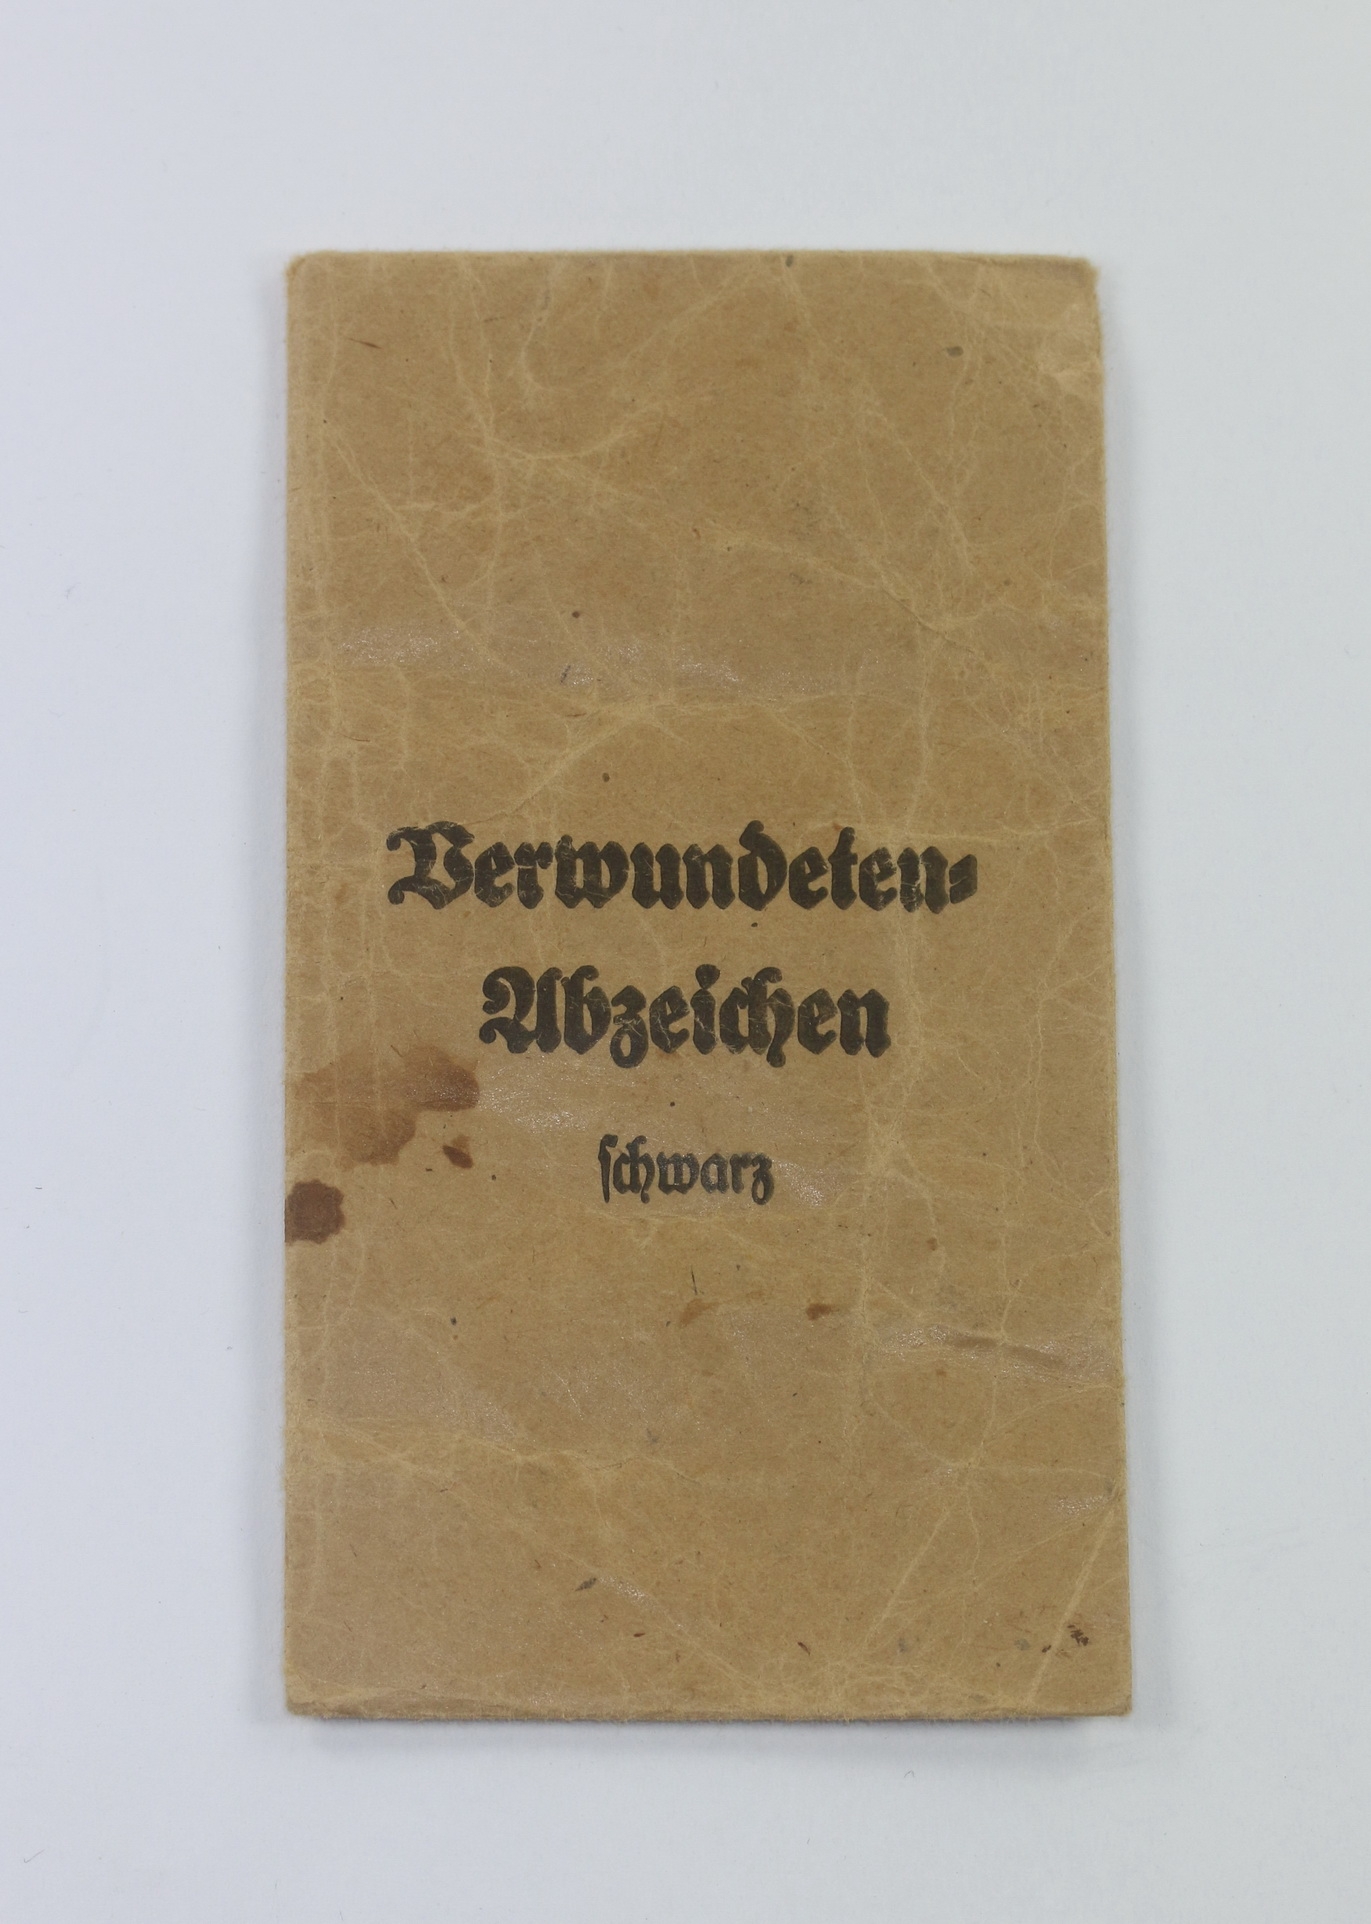 Verwundeten-
Abzeichen
schwarz